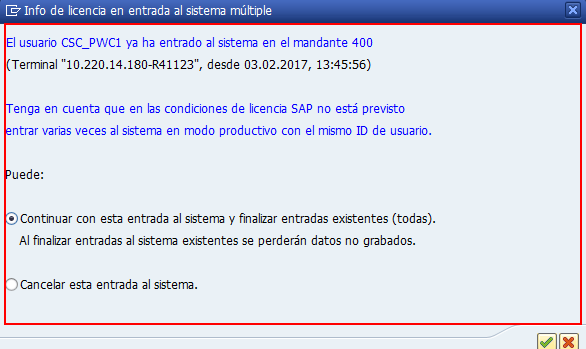 Info de licencia en entrada al sistema múltiple
El usuario CSC_PWC1 ya ha entrado al sistema en el mandante 400
(Terminal "10.220.14.180-R41123", desde 03.02.2017, 13:45:56)
Tenga en cuenta que en las condiciones de licencia SAP no está previsto
entrar varias veces al sistema en modo productivo con el mismo ID de usuario.
Puede:
Continuar con esta entrada al sistema y finalizar entradas existentes (todas).
Al finalizar entradas al sistema existentes se perderán datos no grabados.
Cancelar esta entrada al sistema.